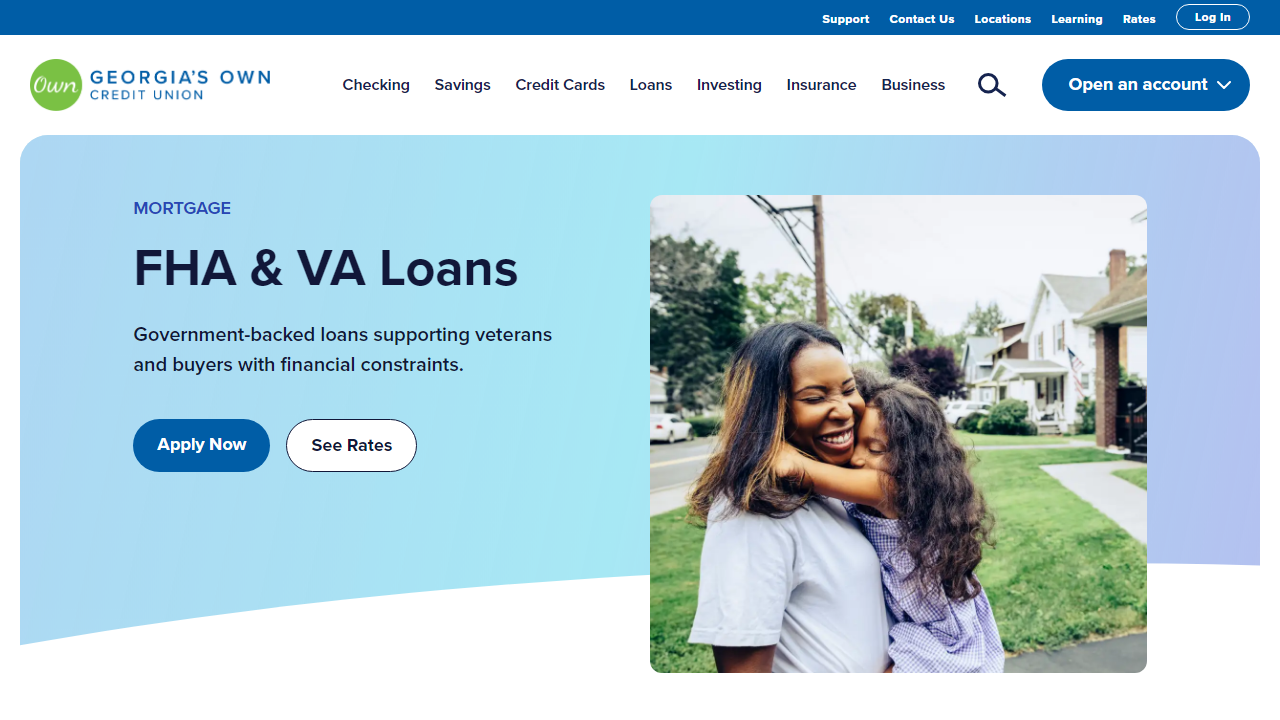 Support Contact Us Locations Learning Rates Log In
Own GEORGIA'S OWN
CREDIT UNION
Checking Savings Credit Cards Loans Investing Insurance Business Open an account
MORTGAGE
FHA & VA Loans
Government-backed loans supporting veterans
and buyers with financial constraints.
Apply Now See Rates